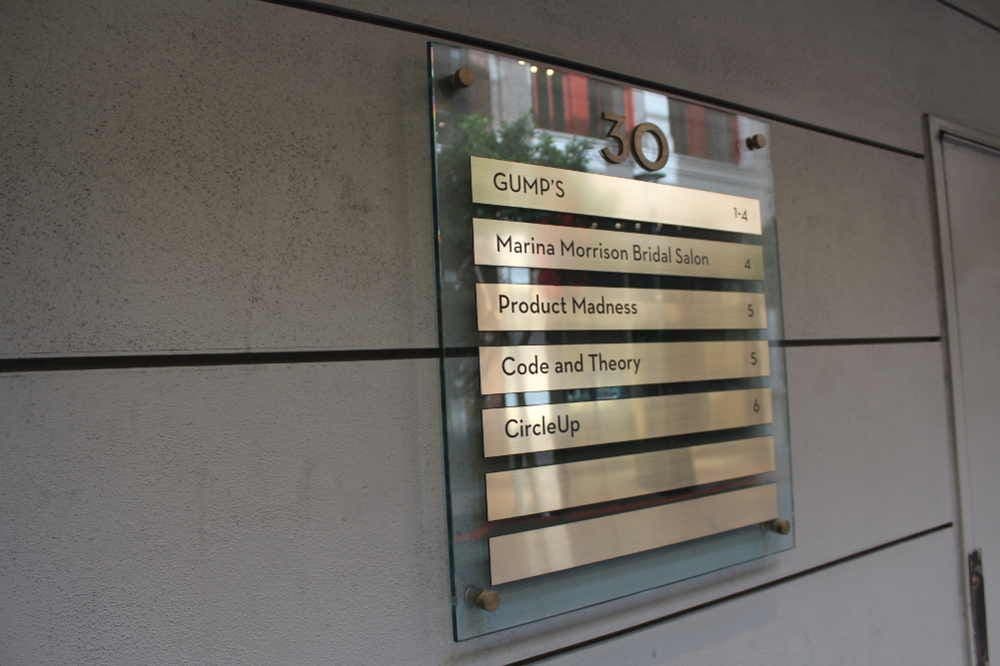 30
GUMP'S 1-4
Marina Morrison Bridal Salon 4
Product Madness 5
Code and Theory 5
CircleUp 6